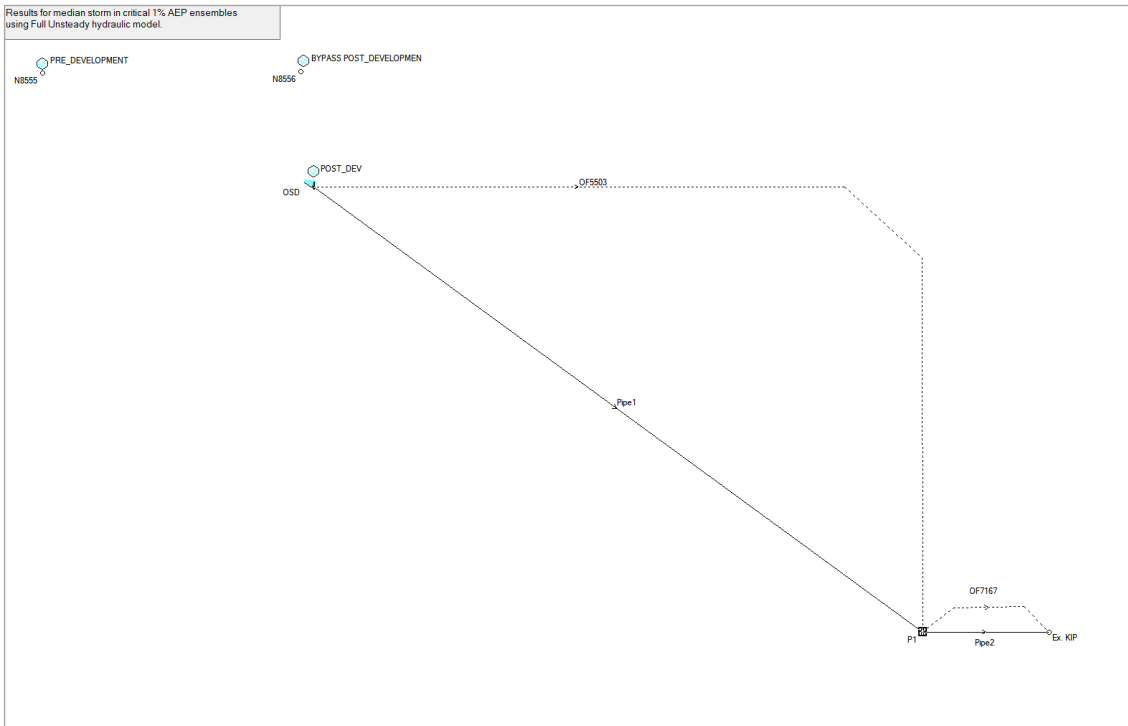 Results for median storm in critical 1% AEP ensembles
using Full Unsteady hydraulic model.
PRE_DEVELOPMENT
N8555
BYPASS POST_DEVELOPMEN
N8556
POST_DEV
OSD
OF5503
Pipe1
OF7167
P1
Pipe2
Ex. KIP